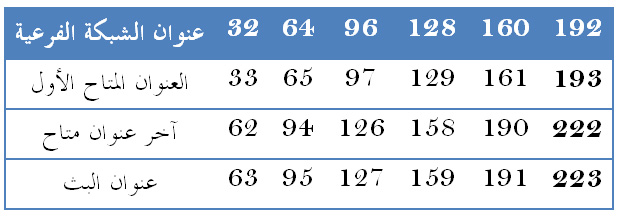 عنوان الشبكة الفرعية 32 64 96 128 160 192
العنوان المتاح الأول 33 65 97 129 161 193
آخر عنوان متاح 62 94 126 158 190 222
عنوان البث 63 95 127 159 191 223